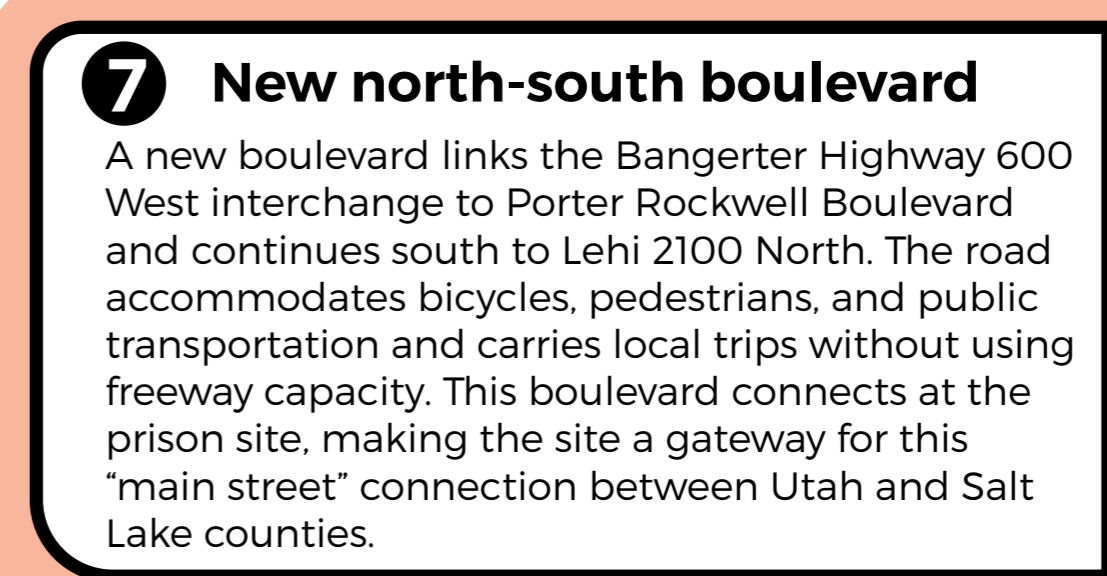 7 New north-south boulevard
A new boulevard links the Bangerter Highway 600
West interchange to Porter Rockwell Boulevard
and continues south to Lehi 2100 North. The road
accommodates bicycles, pedestrians, and public
transportation and carries local trips without using
freeway capacity. This boulevard connects at the
prison site, making the site a gateway for this
“main street” connection between Utah and Salt
Lake counties.